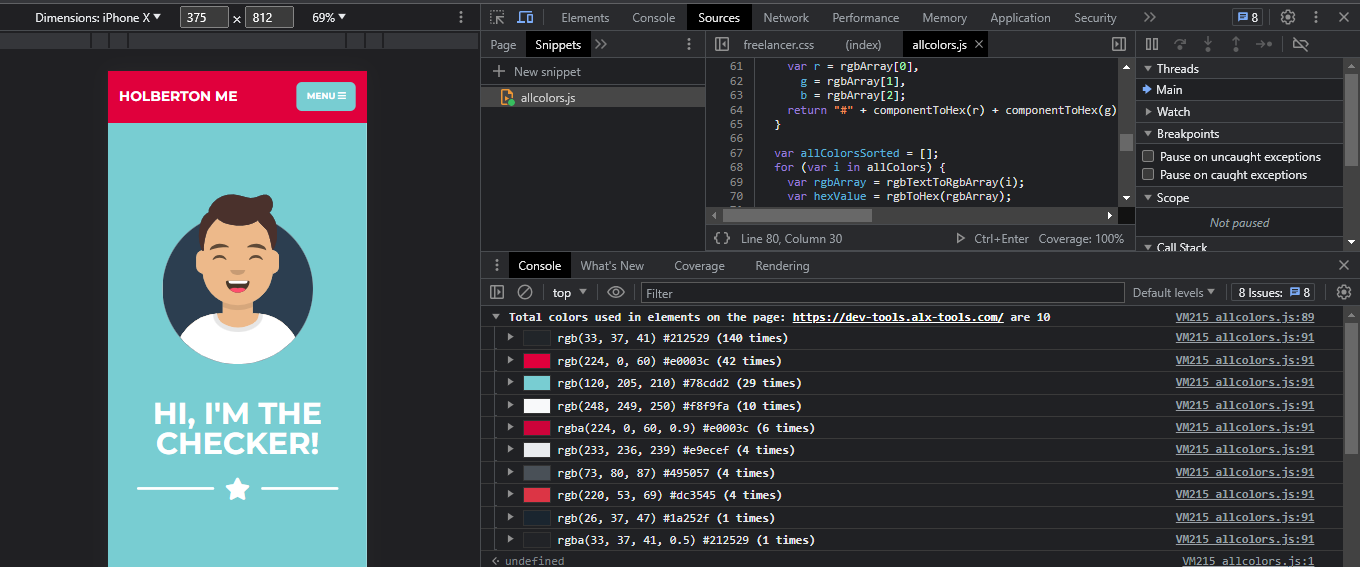 Dimensions: iPhone X ▼ 375 × 812 69% ▼
HOLBERTON ME
MENU
HI, I'M THE
CHECKER!
Elements Console Sources Network Performance Memory Application Security 8
Page Snippets
New snippet
allcolors.js
freelancer.css (index) allcolors.js
61 var r = rgbArray[0],
62 g = rgbArray[1],
63 b = rgbArray[2];
64 return "#" + componentToHex(r) + componentToHex(g)
65 }
66
67 var allColorsSorted = [];
68 for (var i in allColors) {
69 var rgbArray = rgbTextToRgbArray(i);
70 var hexValue = rgbToHex(rgbArray);
{ } Line 80, Column 30 Ctrl+Enter Coverage: 100%
Threads
Main
Watch
Breakpoints
Pause on uncaught exceptions
Pause on caught exceptions
Scope
Not paused
Call Stack
Console What's New Coverage Rendering
top Filter Default levels 8 Issues: 8
Total colors used in elements on the page: https://dev-tools.alx-tools.com/ are 10 VM215 allcolors.js:89
rgb(33, 37, 41) #212529 (140 times) VM215 allcolors.js:91
rgb(224, 0, 60) #e0003c (42 times) VM215 allcolors.js:91
rgb(120, 205, 210) #78cdd2 (29 times) VM215 allcolors.js:91
rgb(248, 249, 250) #f8f9fa (10 times) VM215 allcolors.js:91
rgba(224, 0, 60, 0.9) #e0003c (6 times) VM215 allcolors.js:91
rgb(233, 236, 239) #e9ecef (4 times) VM215 allcolors.js:91
rgb(73, 80, 87) #495057 (4 times) VM215 allcolors.js:91
rgb(220, 53, 69) #dc3545 (4 times) VM215 allcolors.js:91
rgb(26, 37, 47) #1a252f (1 times) VM215 allcolors.js:91
rgba(33, 37, 41, 0.5) #212529 (1 times) VM215 allcolors.js:91
undefined VM215 allcolors.js:1